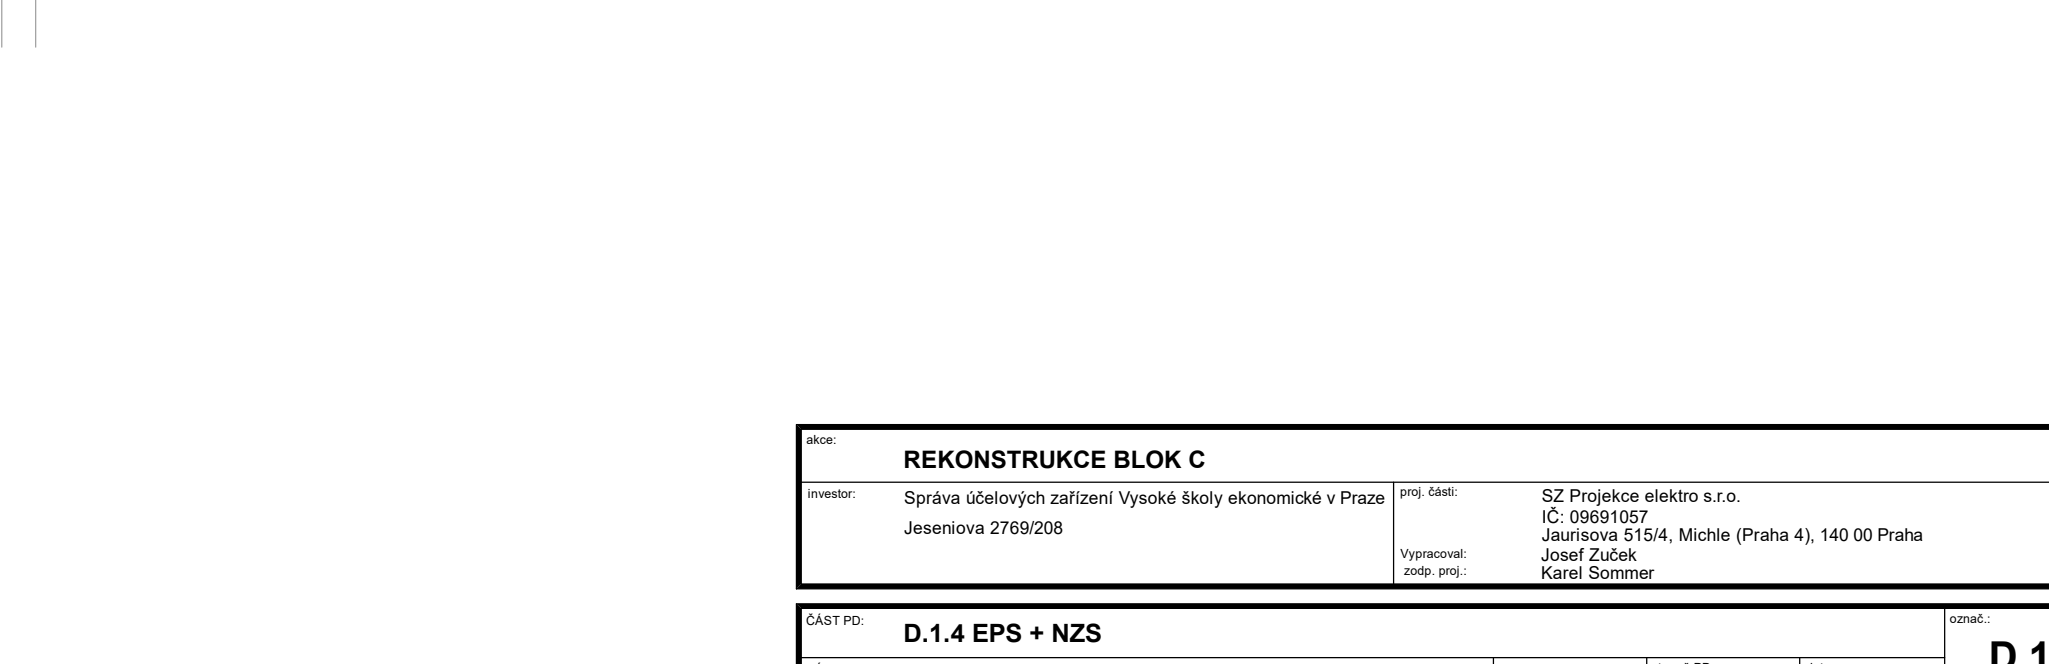 akce:
REKONSTRUKCE BLOK C
investor:
Správa účelových zařízení Vysoké školy ekonomické v Praze
Jeseniova 2769/208
proj. části:
SZ Projekce elektro s.r.o.
IČ: 09691057
Jaurisova 515/4, Michle (Praha 4), 140 00 Praha
Vypracoval:
Josef Zuček
zodp. proj.:
Karel Sommer
ČÁST PD:
D.1.4 EPS + NZS
označ.:
D.1